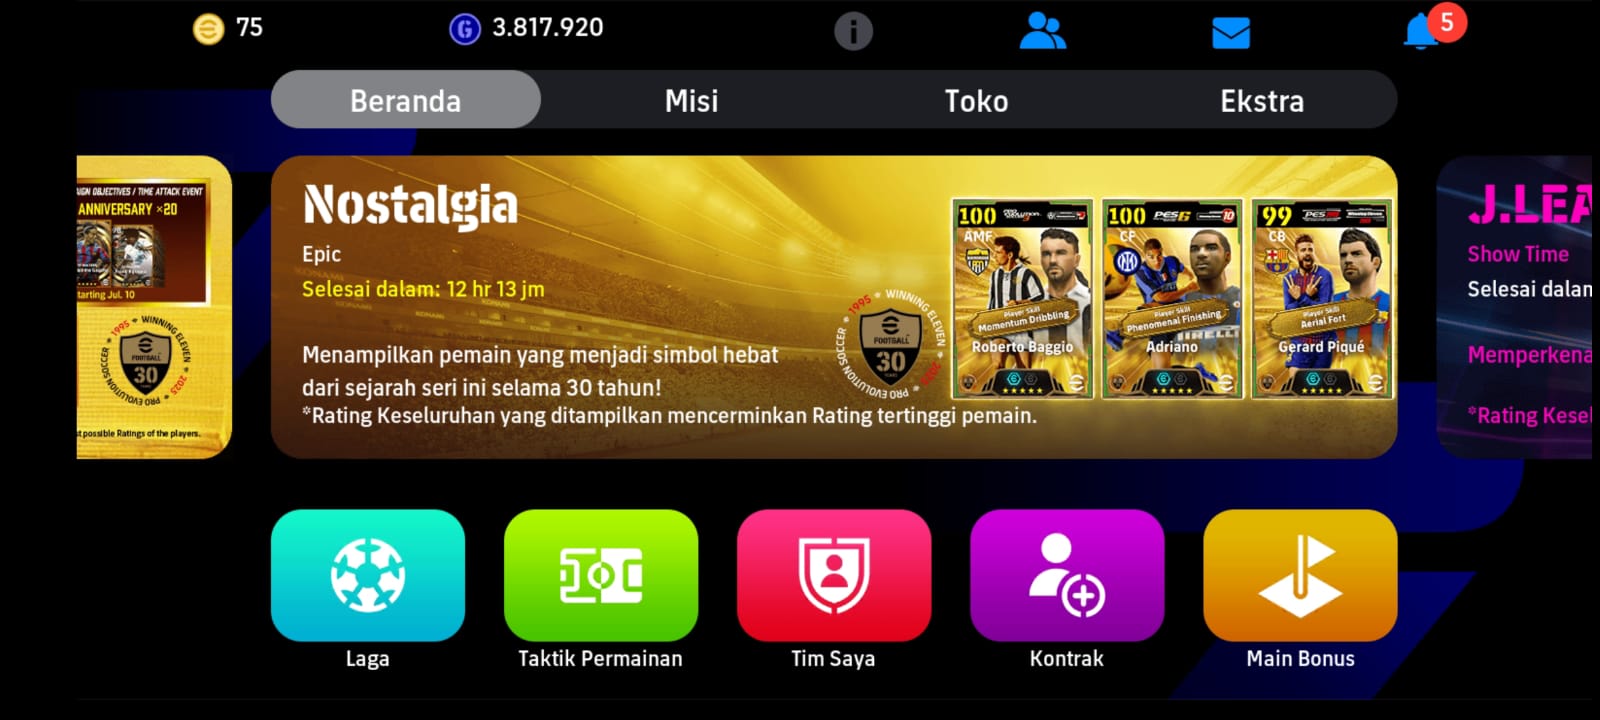 75
3.817.920
5
Beranda
Misi
Toko
Ekstra
IGN OBJECTIVES / TIME ATTACK EVENT
ANNIVERSARY ×20
tarting Jul. 10
1995 * WINNING ELEVEN * 2025 * PRO EVOLUTION SOCCER *
FOOTBALL
30
t possible Ratings of the players.
Nostalgia
Epic
Selesai dalam: 12 hr 13 jm
Menampilkan pemain yang menjadi simbol hebat
dari sejarah seri ini selama 30 tahun!
*Rating Keseluruhan yang ditampilkan mencerminkan Rating tertinggi pemain.
KONAMI
1995 * WINNING ELEVEN * 2025 * PRO EVOLUTION SOCCER *
FOOTBALL
30
100
AMF
Player Skill
Momentum Dribbling
Roberto Baggio
100 PES6 10
CF
Player Skill
Phenomenal Finishing
Adriano
99 PES
CB
Player Skill
Aerial Fort
Gerard Piqué
J.LEA
Show Time
Selesai dalan
Memperkena
*Rating Kesel
Laga
Taktik Permainan
Tim Saya
Kontrak
Main Bonus